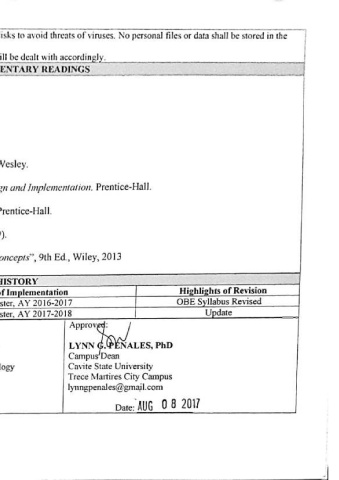 isks to avoid threats of viruses. No personal files or data shall be stored in the
ill be dealt with accordingly.
ENTARY READINGS
Wesley.
gn and Implementation. Prentice-Hall.
Prentice-Hall.
).
oncepts", 9th Ed., Wiley, 2013
HISTORY
of Implementation Highlights of Revision
ster, AY 2016-2017 OBE Syllabus Revised
ster, AY 2017-2018 Update
Approved:
LYNN G. PENALES, PhD
Campus Dean
logy Cavite State University
Trece Martires City Campus
lynngpenales@gmail.com
Date: AUG 08 2017